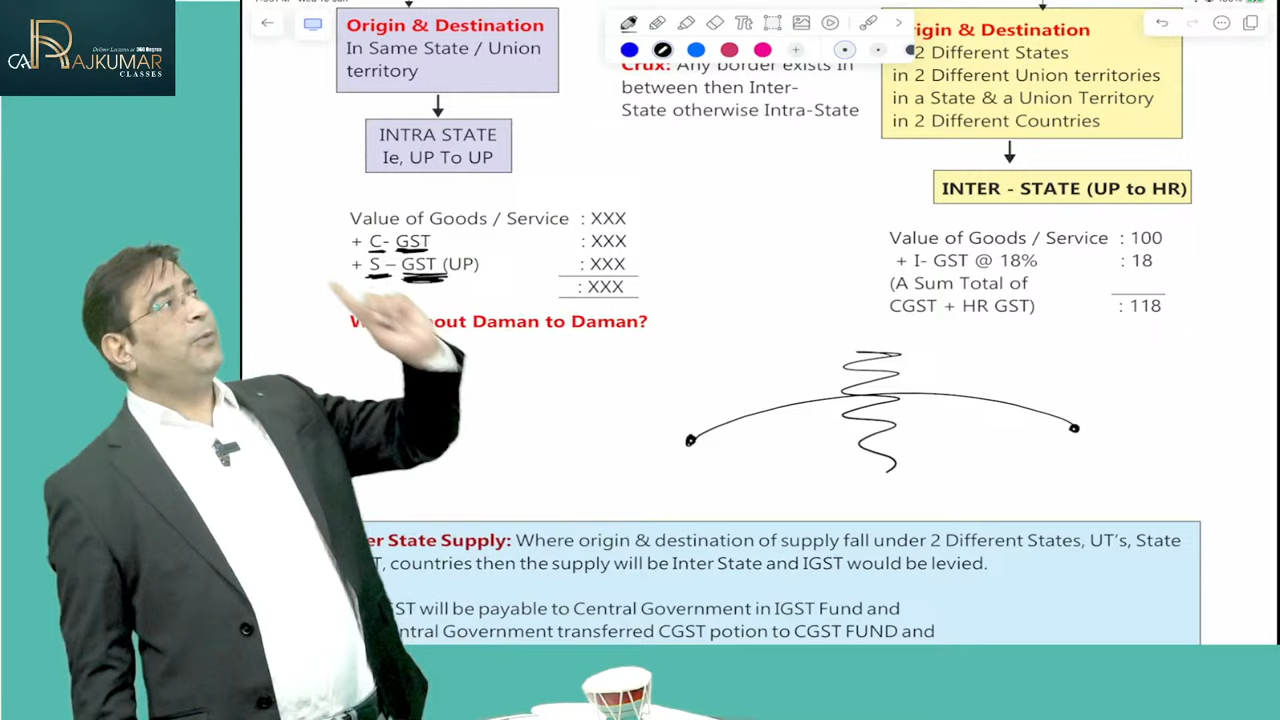 Deliver Lectures at 360 Degree
CA RAJKUMAR
CLASSES
Origin & Destination
In Same State / Union
territory
INTRA STATE
Ie, UP To UP
Value of Goods / Service : XXX
+ C- GST : XXX
+ S – GST (UP) : XXX
: XXX
out Daman to Daman?
Crux: Any border exists in
between then Inter-
State otherwise Intra-State
rigin & Destination
2 Different States
in 2 Different Union territories
in a State & a Union Territory
in 2 Different Countries
INTER - STATE (UP to HR)
Value of Goods / Service : 100
+ I- GST @ 18% : 18
(A Sum Total of
CGST + HR GST) : 118
er State Supply: Where origin & destination of supply fall under 2 Different States, UT's, State
T, countries then the supply will be Inter State and IGST would be levied.
GST will be payable to Central Government in IGST Fund and
ntral Government transferred CGST potion to CGST FUND and